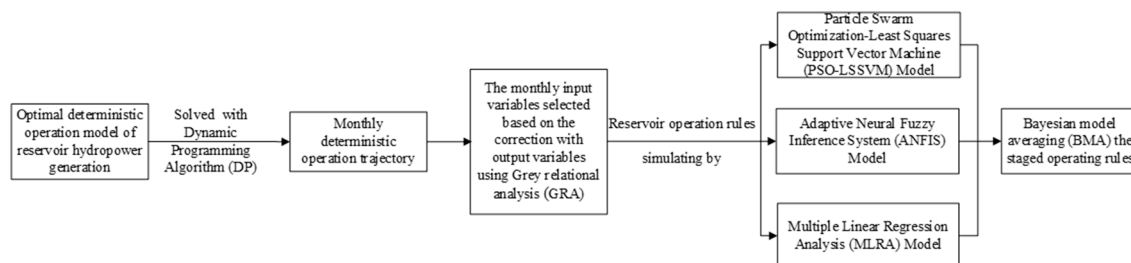 Optimal deterministic
operation model of
reservoir hydropower
generation
Solved with
Dynamic
Programming
Algorithm (DP)
Monthly
deterministic
operation trajectory
The monthly input
variables selected
based on the
correction with
output variables
using Grey relational
analysis (GRA)
Reservoir operation rules
simulating by
Particle Swarm
Optimization-Least Squares
Support Vector Machine
(PSO-LSSVM) Model
Adaptive Neural Fuzzy
Inference System (ANFIS)
Model
Multiple Linear Regression
Analysis (MLRA) Model
Bayesian model
averaging (BMA) the
staged operating rules